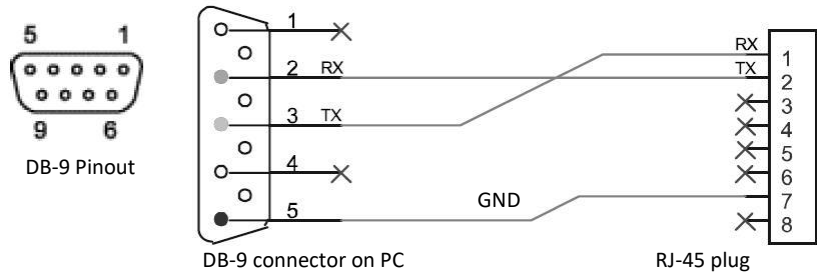 5 1
9 6
DB-9 Pinout
1
2 RX
3 TX
4
5
GND
DB-9 connector on PC
RX 1
TX 2
3
4
5
6
7
8
RJ-45 plug